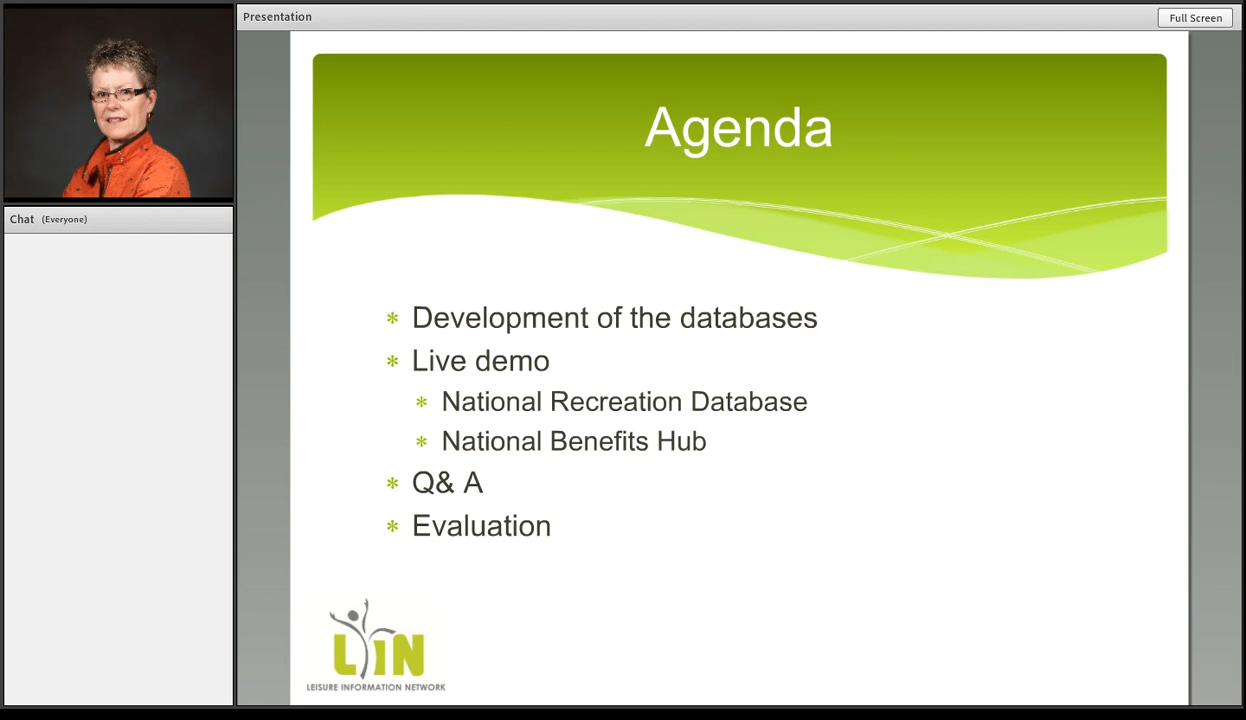 Presentation
Full Screen
Chat (Everyone)
Agenda
* Development of the databases
* Live demo
* National Recreation Database
* National Benefits Hub
* Q& A
* Evaluation
LIN
LEISURE INFORMATION NETWORK